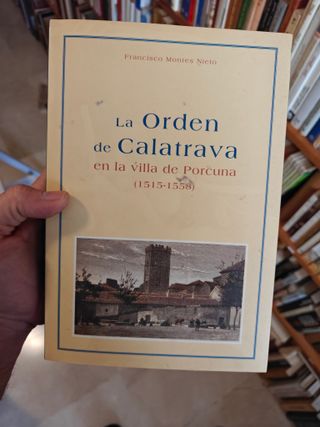 Francisco Montes Nieto
La Orden
de Calatrava
en la villa de Porcuna
(1515-1558)